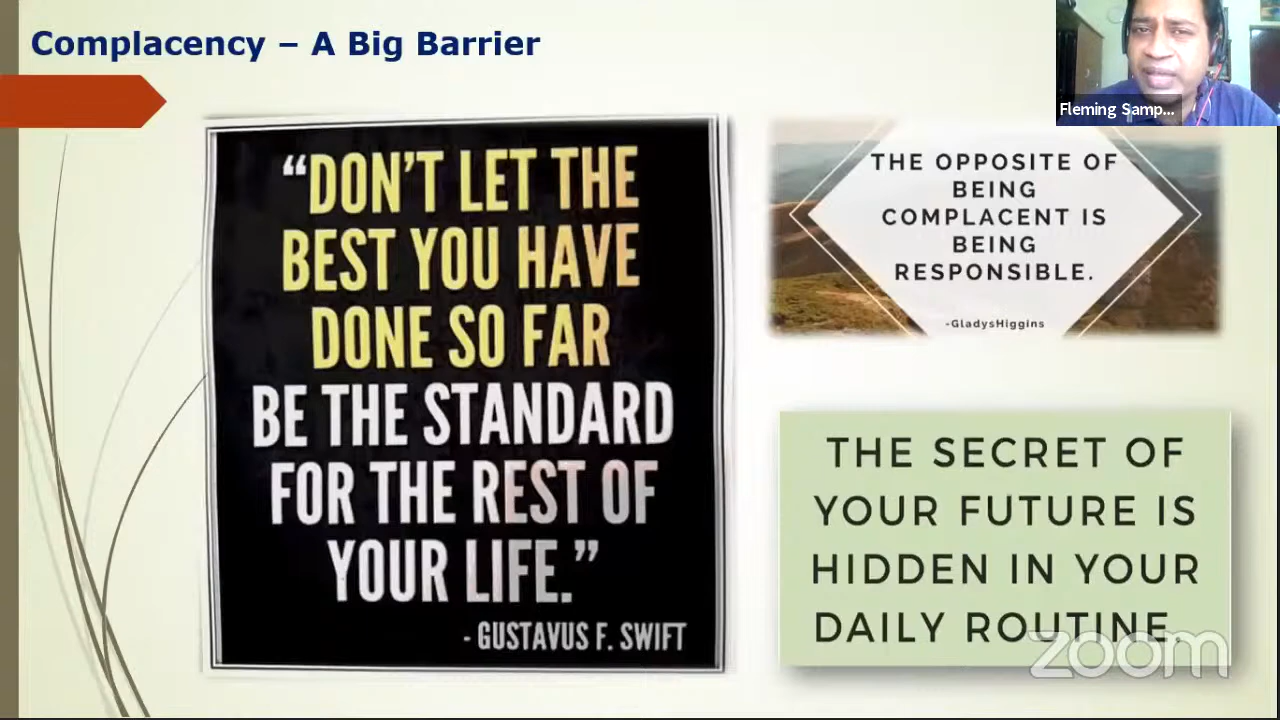 Complacency – A Big Barrier
Fleming Samp...
“DON’T LET THE
BEST YOU HAVE
DONE SO FAR
BE THE STANDARD
FOR THE REST OF
YOUR LIFE.”
- GUSTAVUS F. SWIFT
THE OPPOSITE OF
BEING
COMPLACENT IS
BEING
RESPONSIBLE.
-GladysHiggins
THE SECRET OF
YOUR FUTURE IS
HIDDEN IN YOUR
DAILY ROUTINE.
zoom